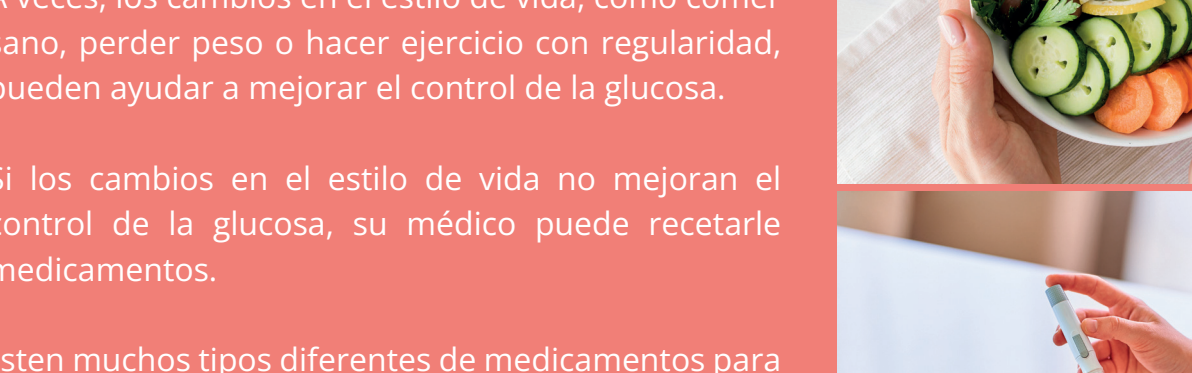 A veces, los cambios en el estilo de vida, como comer
sano, perder peso o hacer ejercicio con regularidad,
pueden ayudar a mejorar el control de la glucosa.
Si los cambios en el estilo de vida no mejoran el
control de la glucosa, su médico puede recetarle
medicamentos.
isten muchos tipos diferentes de medicamentos para